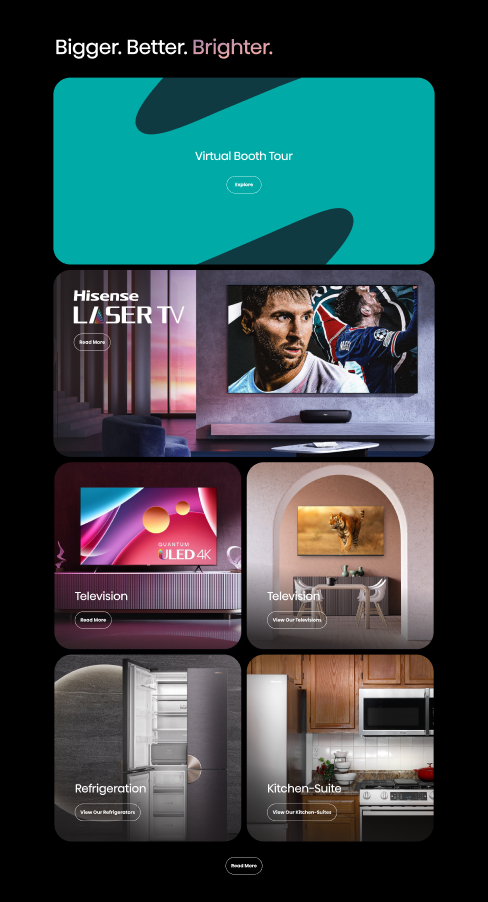 Bigger. Better. Brighter.
Virtual Booth Tour
Explore
Hisense
LASER TV
Read More
QUANTUM
ULED 4K
Television
Read More
Television
View Our Televisions
Refrigeration
View Our Refrigerators
Kitchen-Suite
View Our Kitchen-Suites
Read More